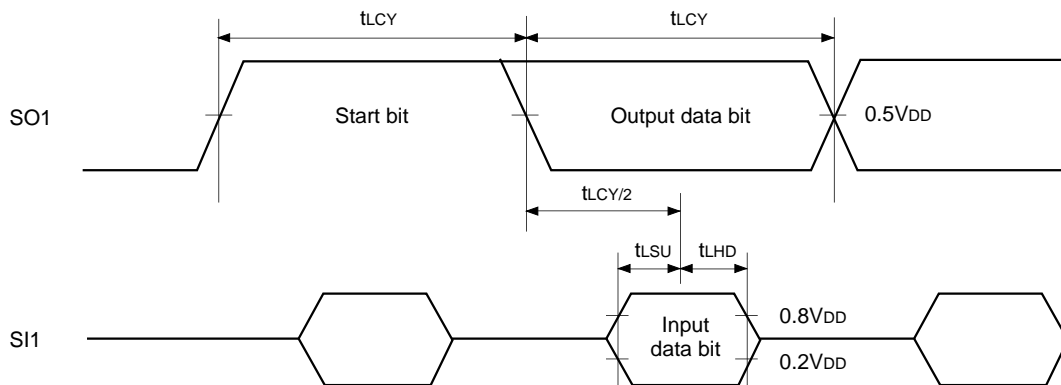 tLCY tLCY
SO1 Start bit Output data bit 0.5VDD
tLCY/2
tLSU tLHD
0.8VDD
SI1 Input
data bit 0.2VDD